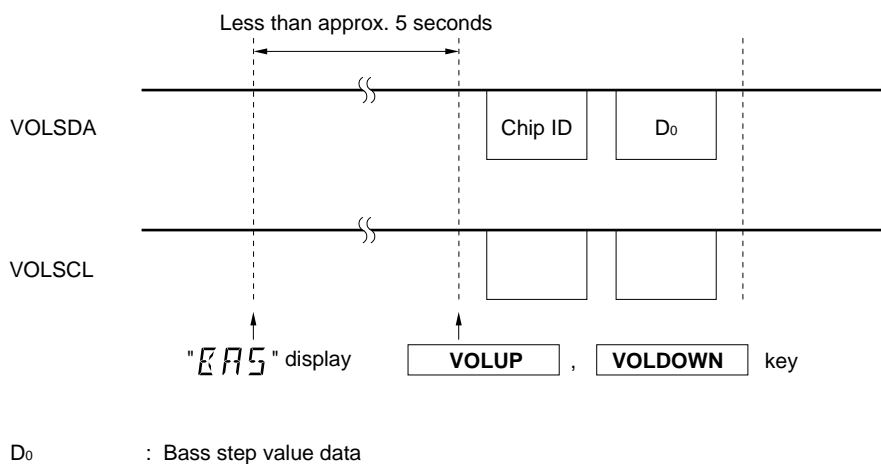 Less than approx. 5 seconds
VOLSDA
Chip ID
D0
VOLSCL
"BAS" display
VOLUP , VOLDOWN key
D0 : Bass step value data